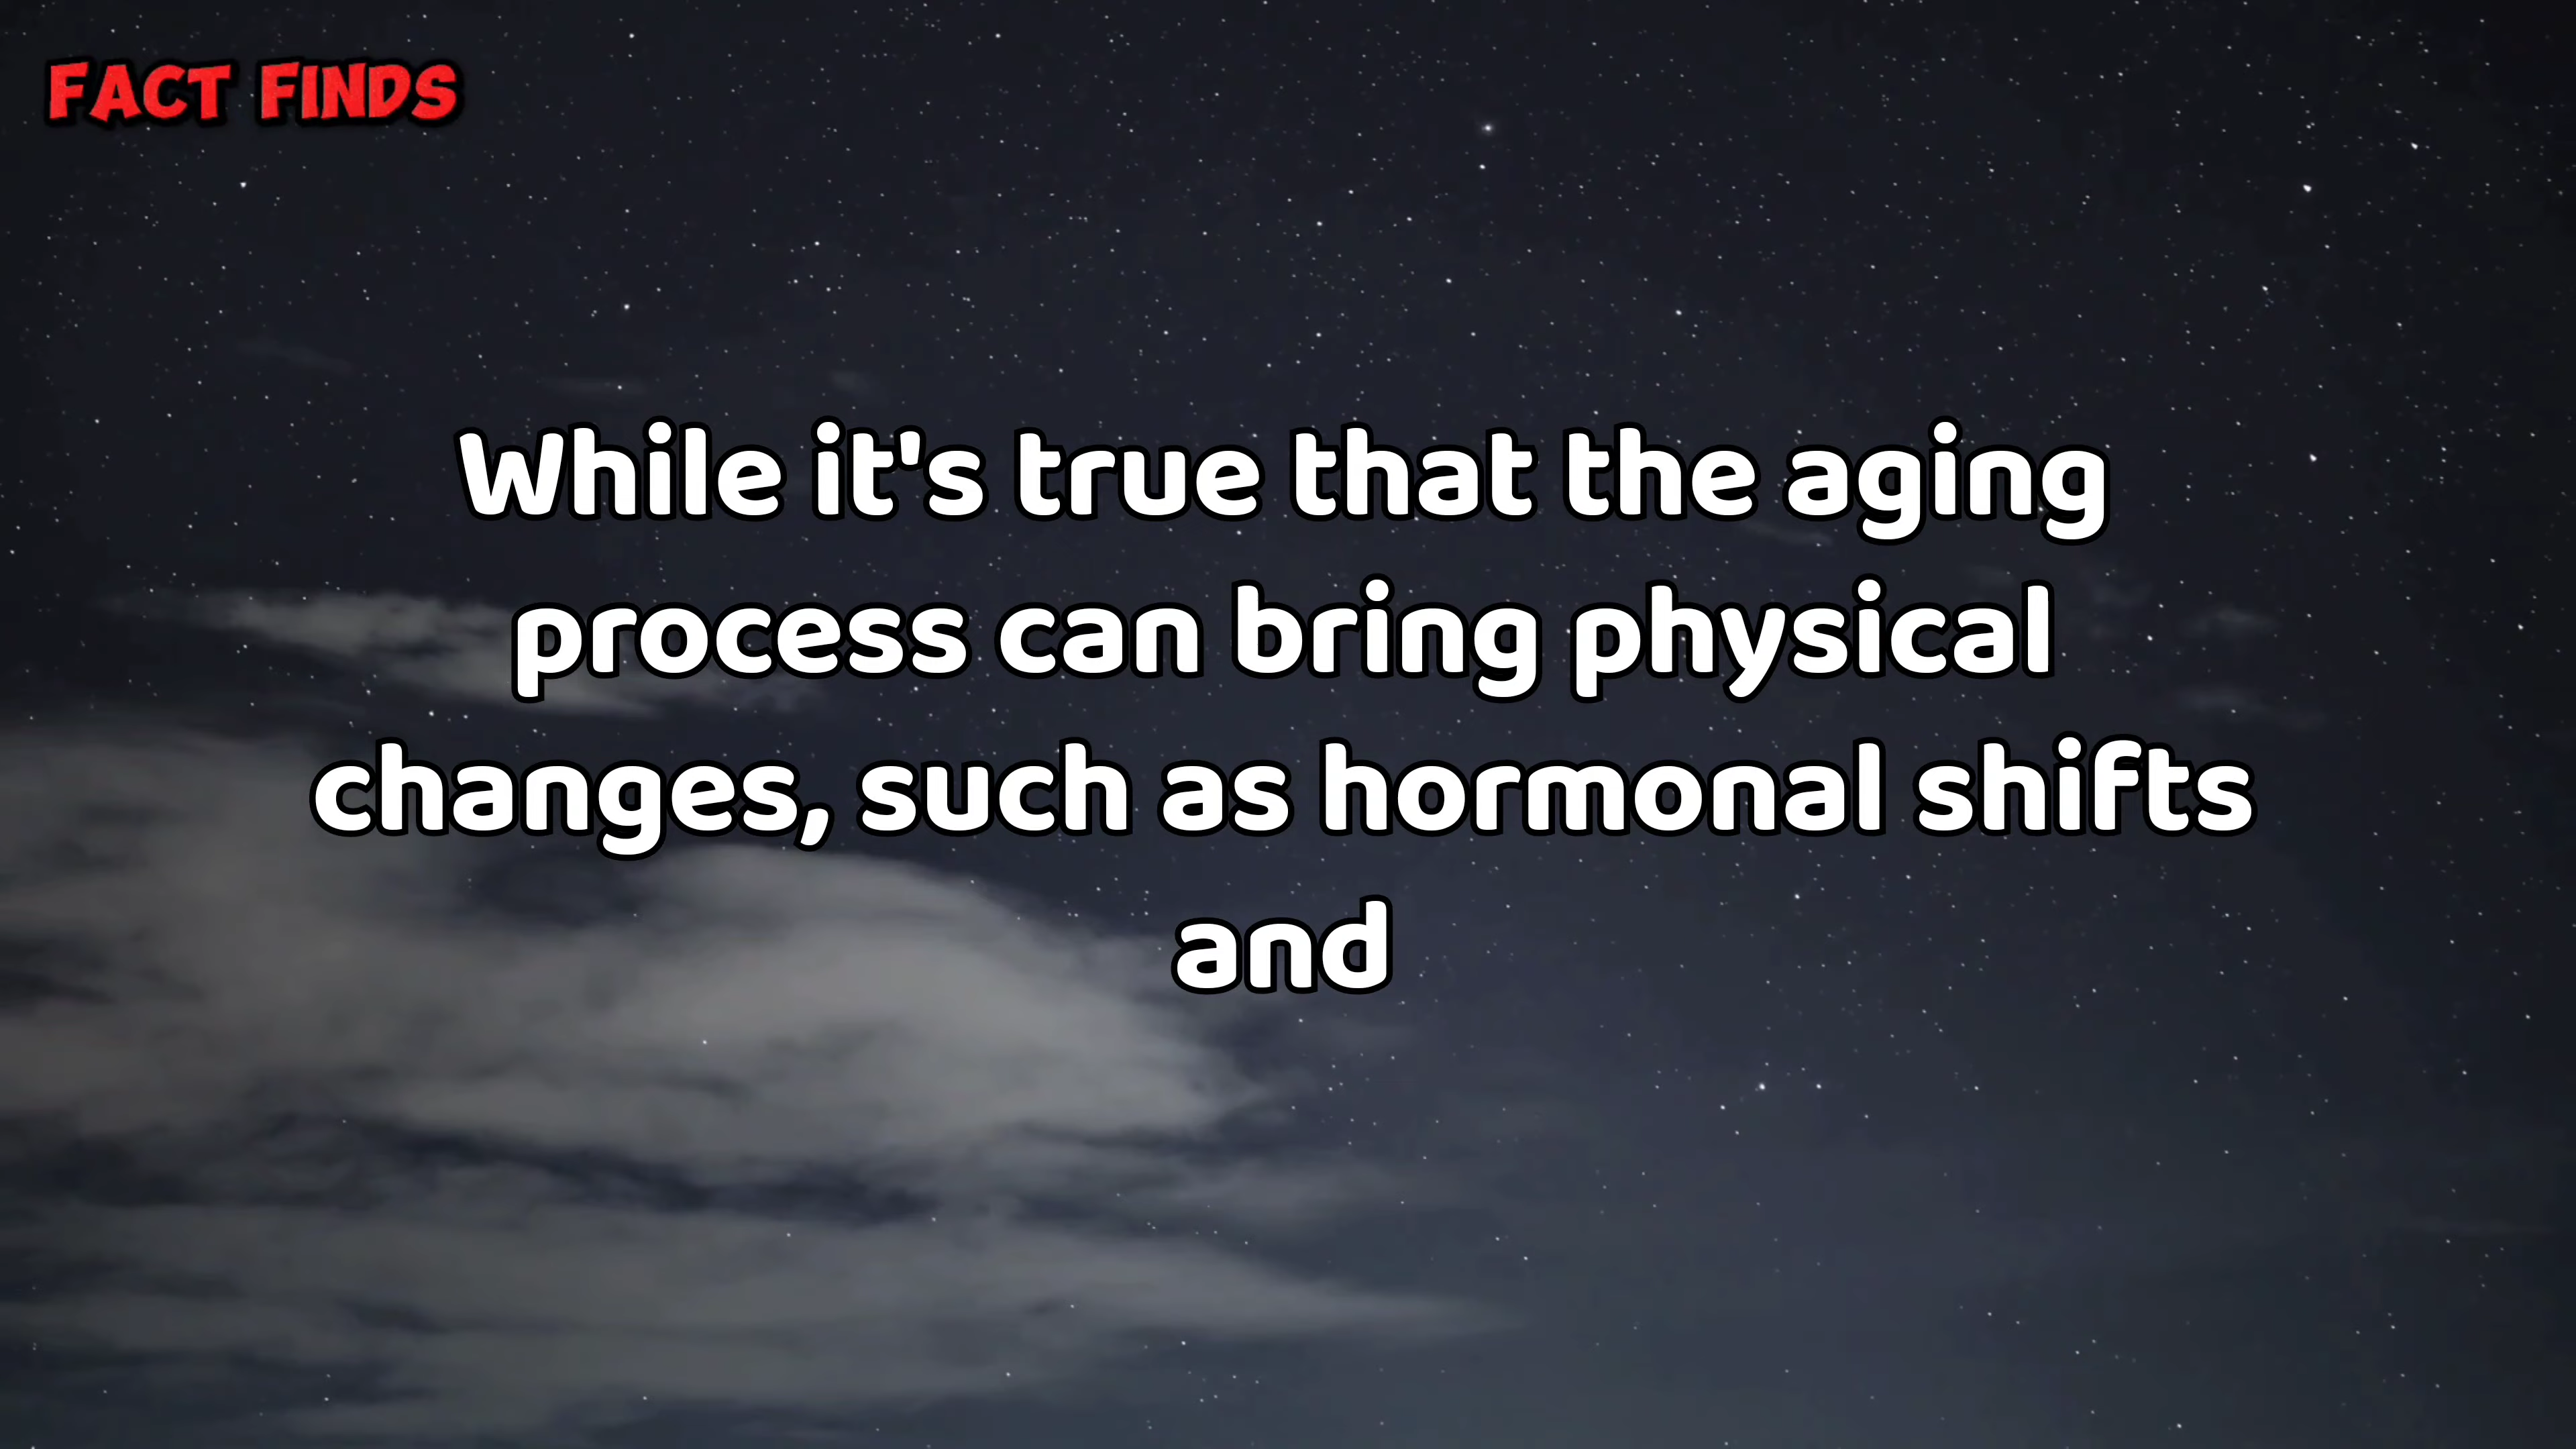 FACT FINDS
While it's true that the aging
process can bring physical
changes, such as hormonal shifts
and